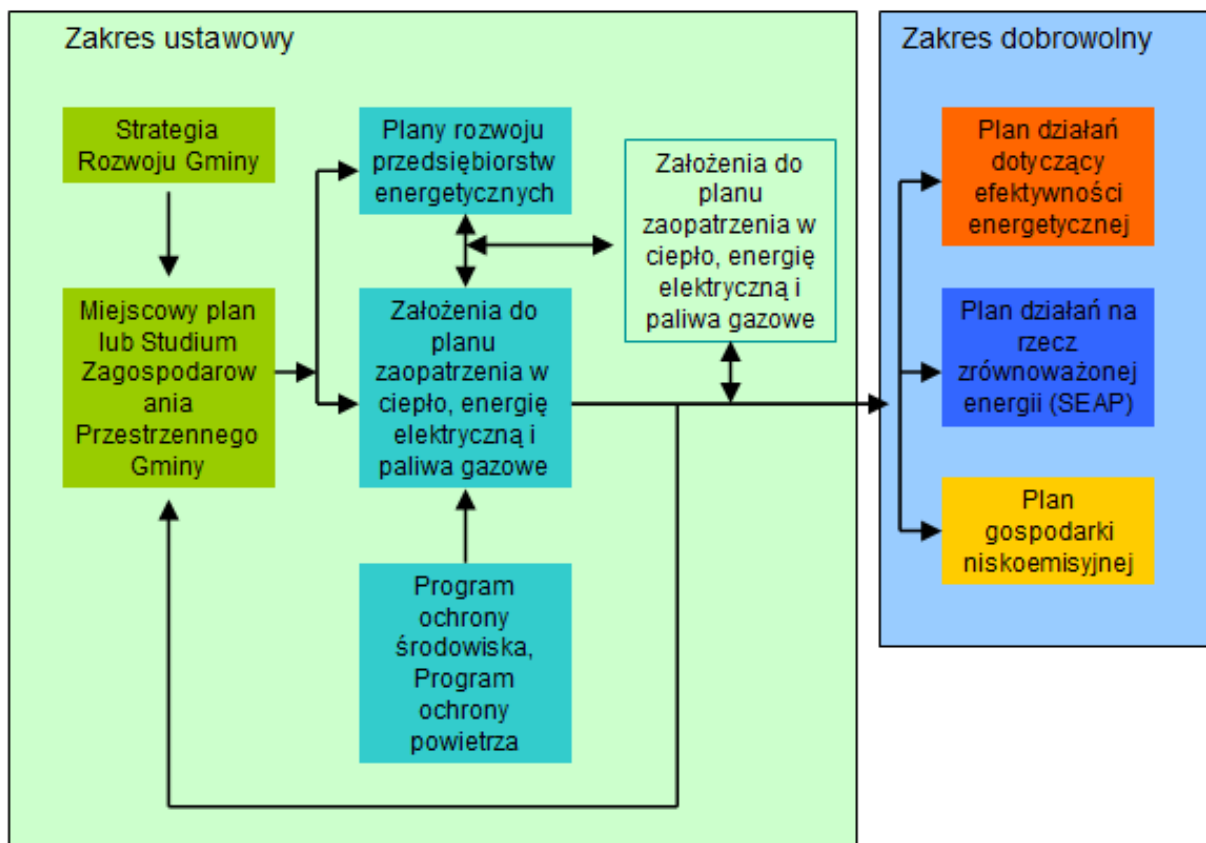 Zakres ustawowy
Strategia
Rozwoju Gminy
Miejscowy plan
lub Studium
Zagospodarow
ania
Przestrzennego
Gminy
Plany rozwoju
przedsiębiorstw
energetycznych
Założenia do
planu
zaopatrzenia w
ciepło, energię
elektryczną i
paliwa gazowe
Program
ochrony
środowiska,
Program
ochrony
powietrza
Założenia do
planu
zaopatrzenia w
ciepło, energię
elektryczną i
paliwa gazowe
Zakres dobrowolny
Plan działań
dotyczący
efektywności
energetycznej
Plan działań na
rzecz
zrównoważonej
energii (SEAP)
Plan
gospodarki
niskoemisyjnej